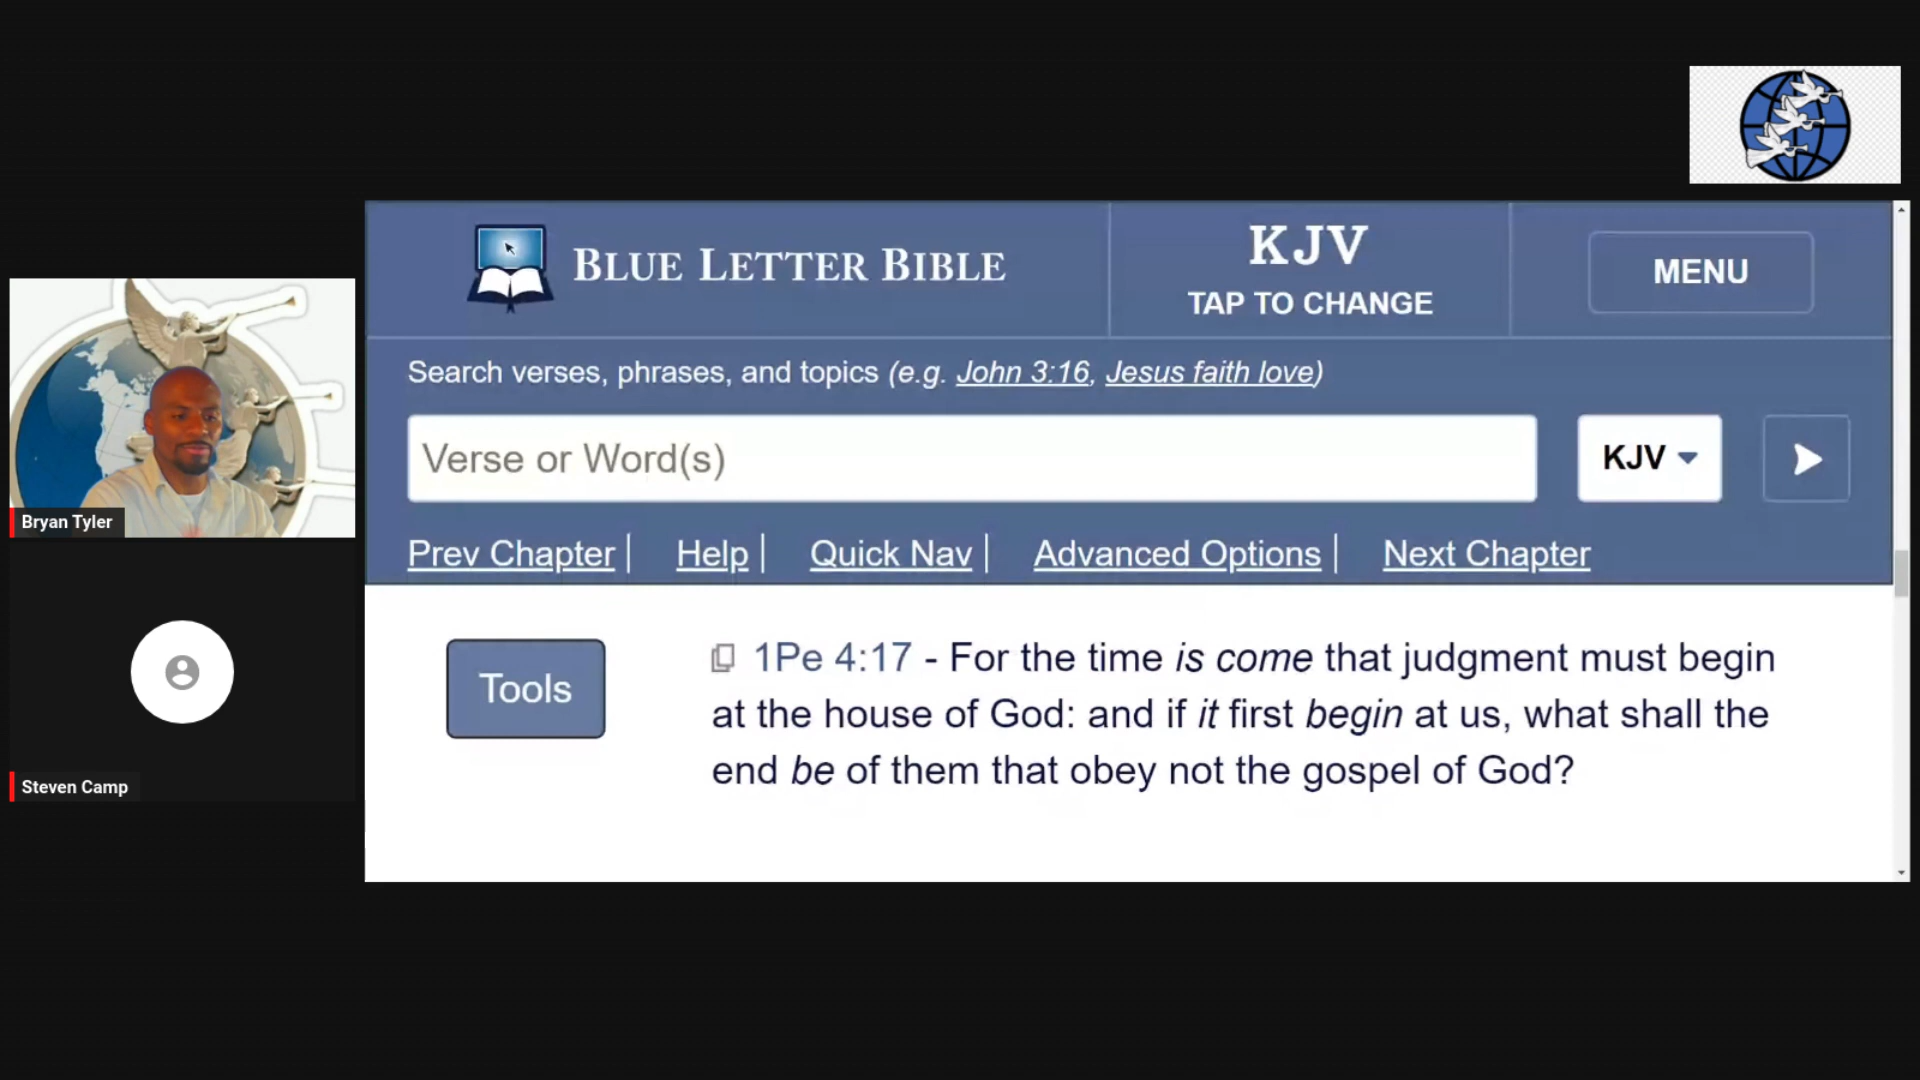 BLUE LETTER BIBLE
KJV
TAP TO CHANGE
MENU
Search verses, phrases, and topics (e.g. John 3:16, Jesus faith love)
Verse or Word(s)
KJV
Prev Chapter | Help | Quick Nav | Advanced Options | Next Chapter
Bryan Tyler
Tools
1Pe 4:17 - For the time is come that judgment must begin
at the house of God: and if it first begin at us, what shall the
end be of them that obey not the gospel of God?
Steven Camp